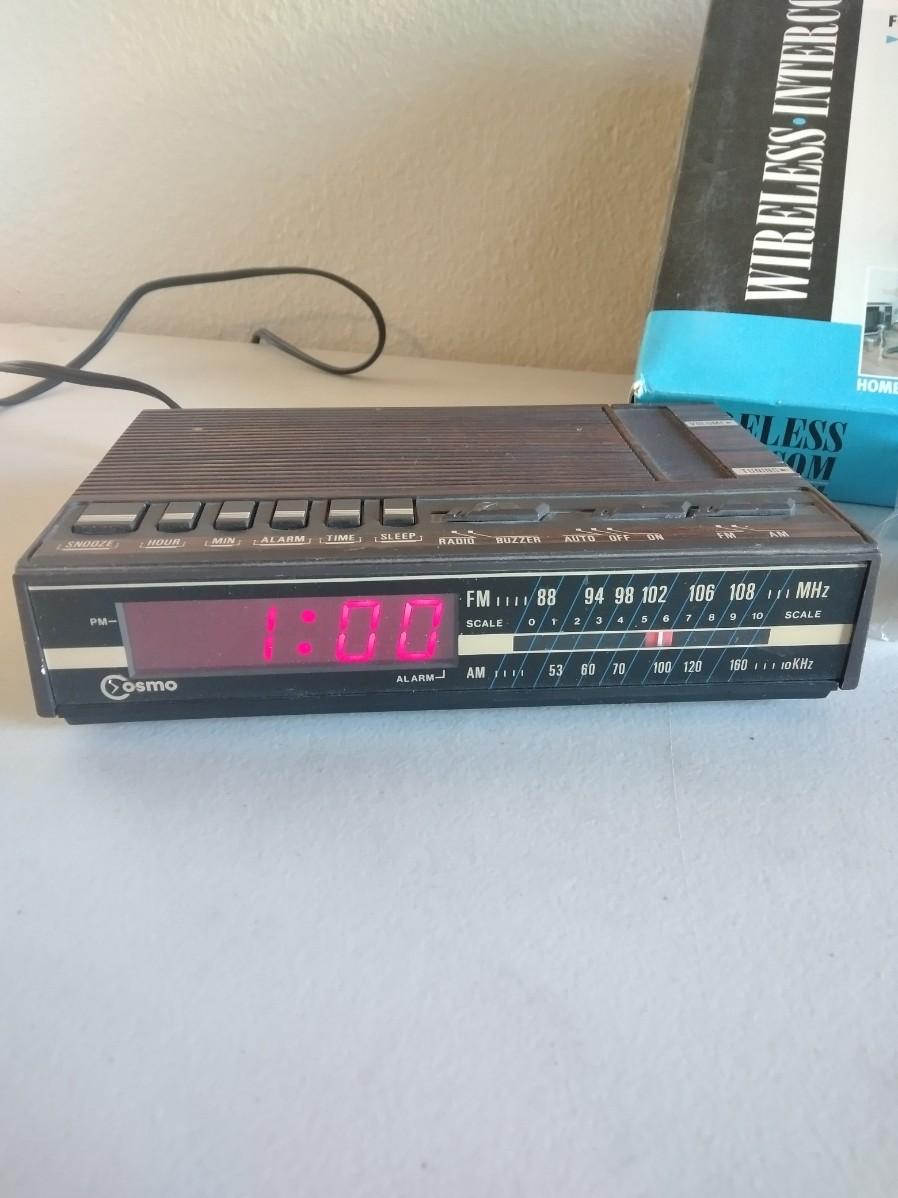 WIRELESS•INTERCO
HOME
ELESS
COM
VOLUME
TUNING
SNOOZE HOUR MIN ALARM TIME SLEEP RADIO BUZZER AUTO OFF ON FM AM
FM 88 94 98 102 106 108 MHz
SCALE 0 1 2 3 4 5 6 7 8 9 10 SCALE
PM
1:00
AM 53 60 70 100 120 160 10KHz
ALARM
Cosmo